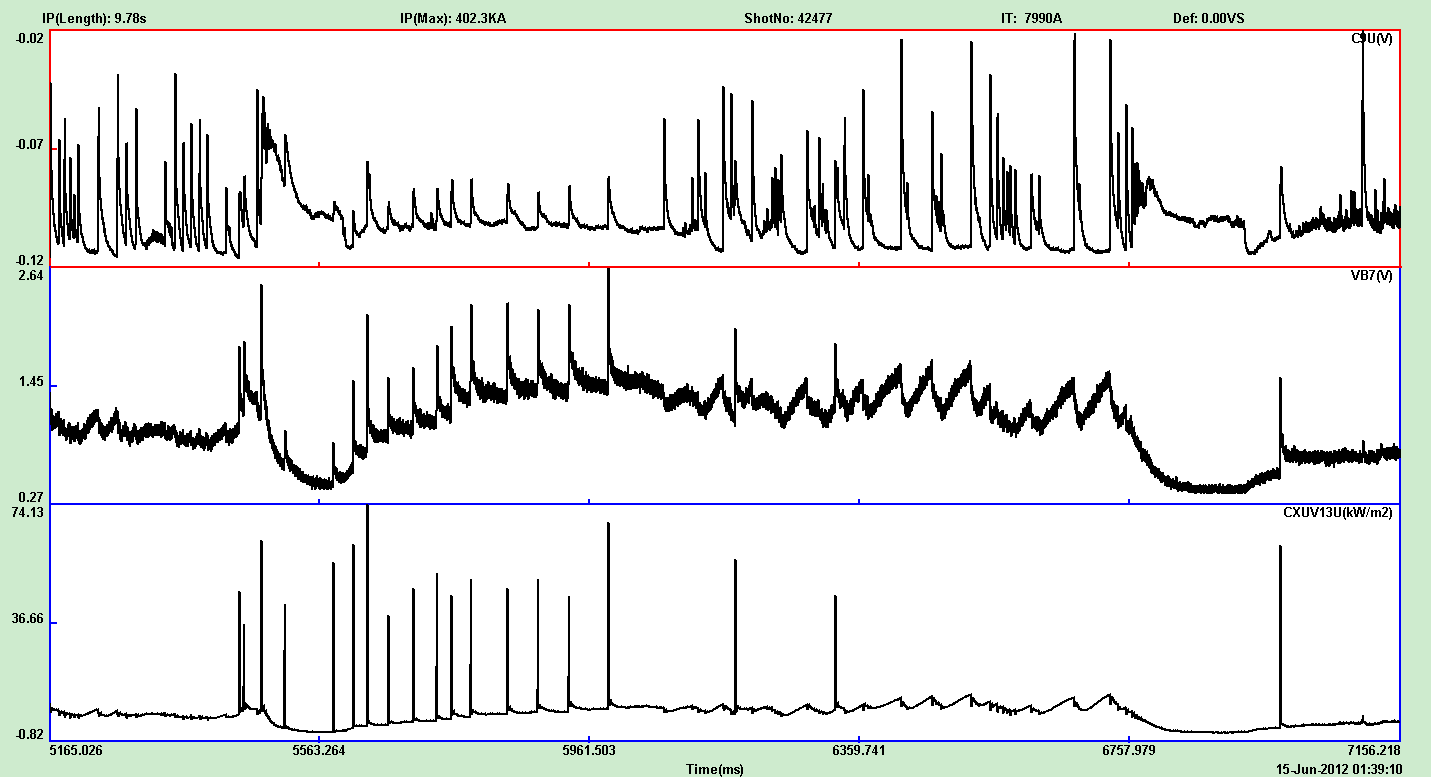 IP(Length): 9.78s IP(Max): 402.3KA ShotNo: 42477 IT: 7990A Def: 0.00VS
-0.02 C9U(V)
-0.07
-0.12
2.64 VB7(V)
1.45
0.27
74.13 CXUV13U(kW/m2)
36.66
-0.82
5165.026 5563.264 5961.503 6359.741 6757.979 7156.218
Time(ms) 15-Jun-2012 01:39:10